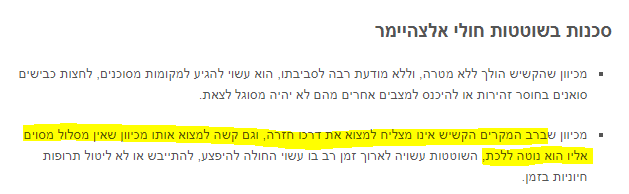 סכנות בשוטטות חולי אלצהיימר
▪ מכיוון שהקשיש הולך ללא מטרה, וללא מודעת רבה לסביבתו, הוא עשוי להגיע למקומות מסוכנים, לחצות כבישים
סואנים בחוסר זהירות או להיכנס למצבים אחרים מהם לא יהיה מסוגל לצאת.
▪ מכיוון שברב המקרים הקשיש אינו מצליח למצוא את דרכו חזרה, וגם קשה למצוא אותו מכיוון שאין מסלול מסוים
אליו הוא נוטה ללכת, השוטטות עשויה לארוך זמן רב בו עשוי החולה להיפצע, להתייבש או לא ליטול תרופות
חיוניות בזמן.